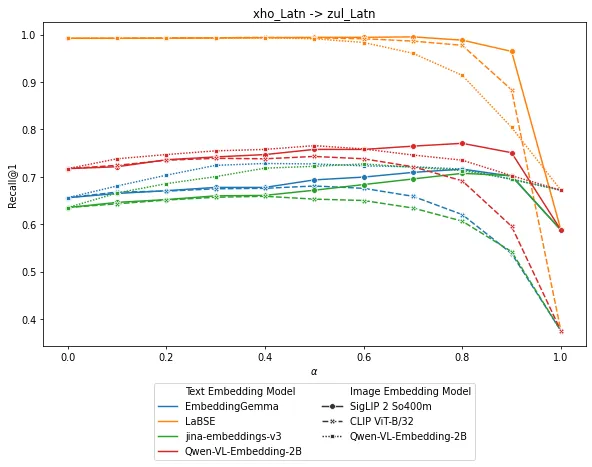 xho_Latn -> zul_Latn
Recall@1
1.0
0.9
0.8
0.7
0.6
0.5
0.4
0.0 0.2 0.4 0.6 0.8 1.0
α
Text Embedding Model Image Embedding Model
EmbeddingGemma SigLIP 2 So400m
LaBSE CLIP ViT-B/32
jina-embeddings-v3 Qwen-VL-Embedding-2B
Qwen-VL-Embedding-2B